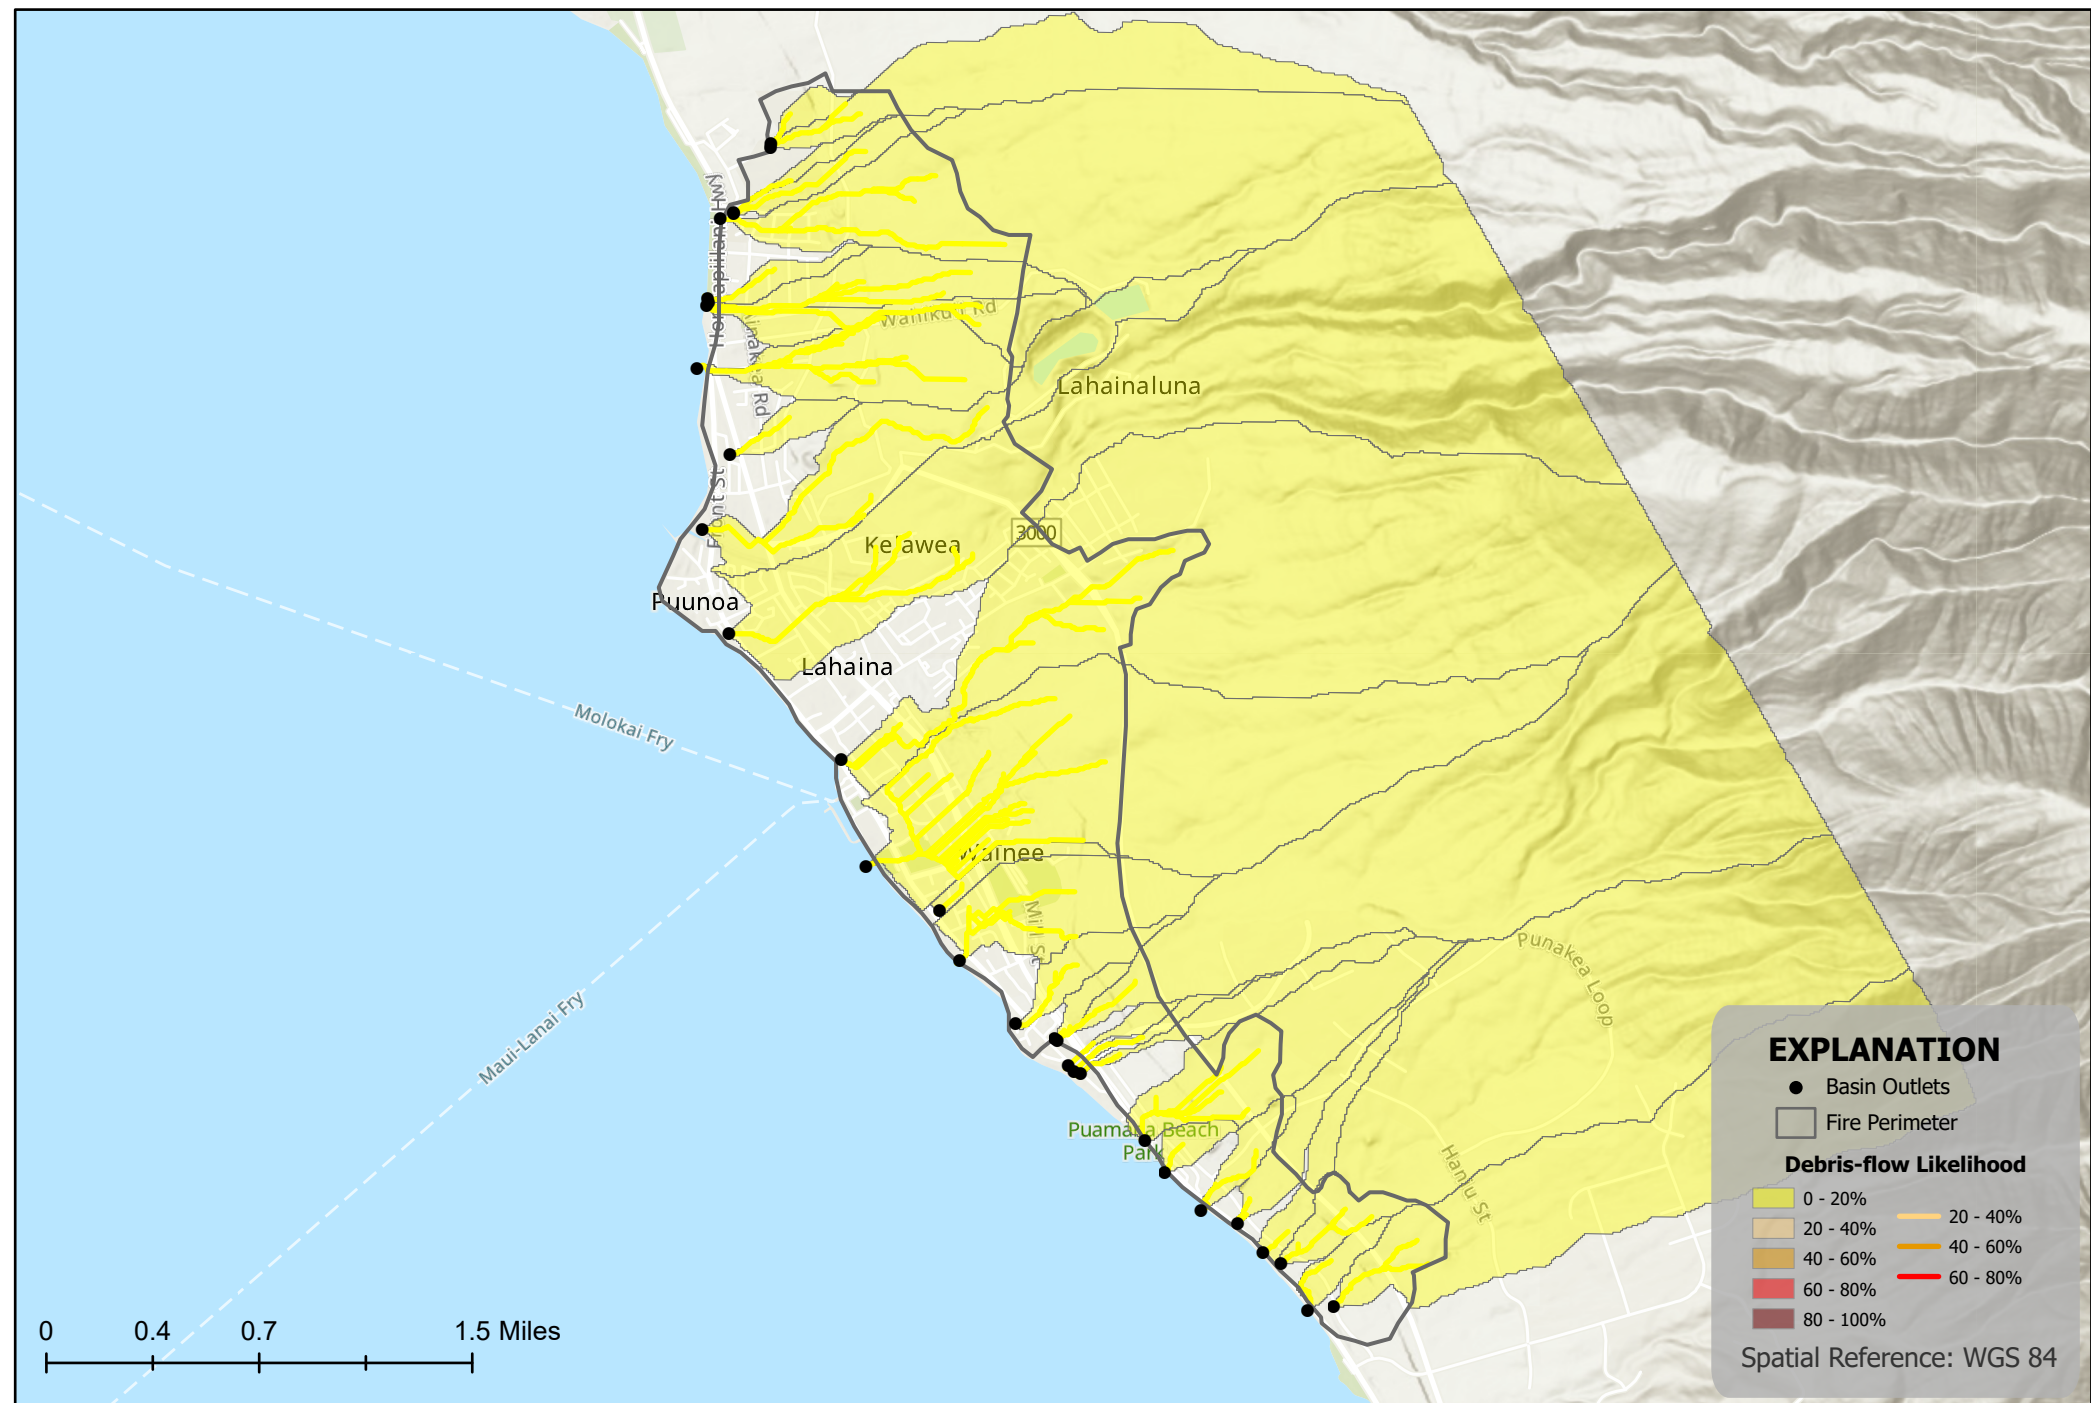 Honoapiilani Hwy
Wahikuli Rd
Lahainaluna
Front St
Kelawea
3000
Puunoa
Lahaina
Molokai Fry
Wainee
Mill St
Maui-Lanai Fry
Punakea Loop
Puamana Beach
Park
Haniu St
0 0.4 0.7 1.5 Miles
EXPLANATION
Basin Outlets
Fire Perimeter
Debris-flow Likelihood
0 - 20%
20 - 40%
40 - 60%
60 - 80%
80 - 100%
20 - 40%
40 - 60%
60 - 80%
Spatial Reference: WGS 84